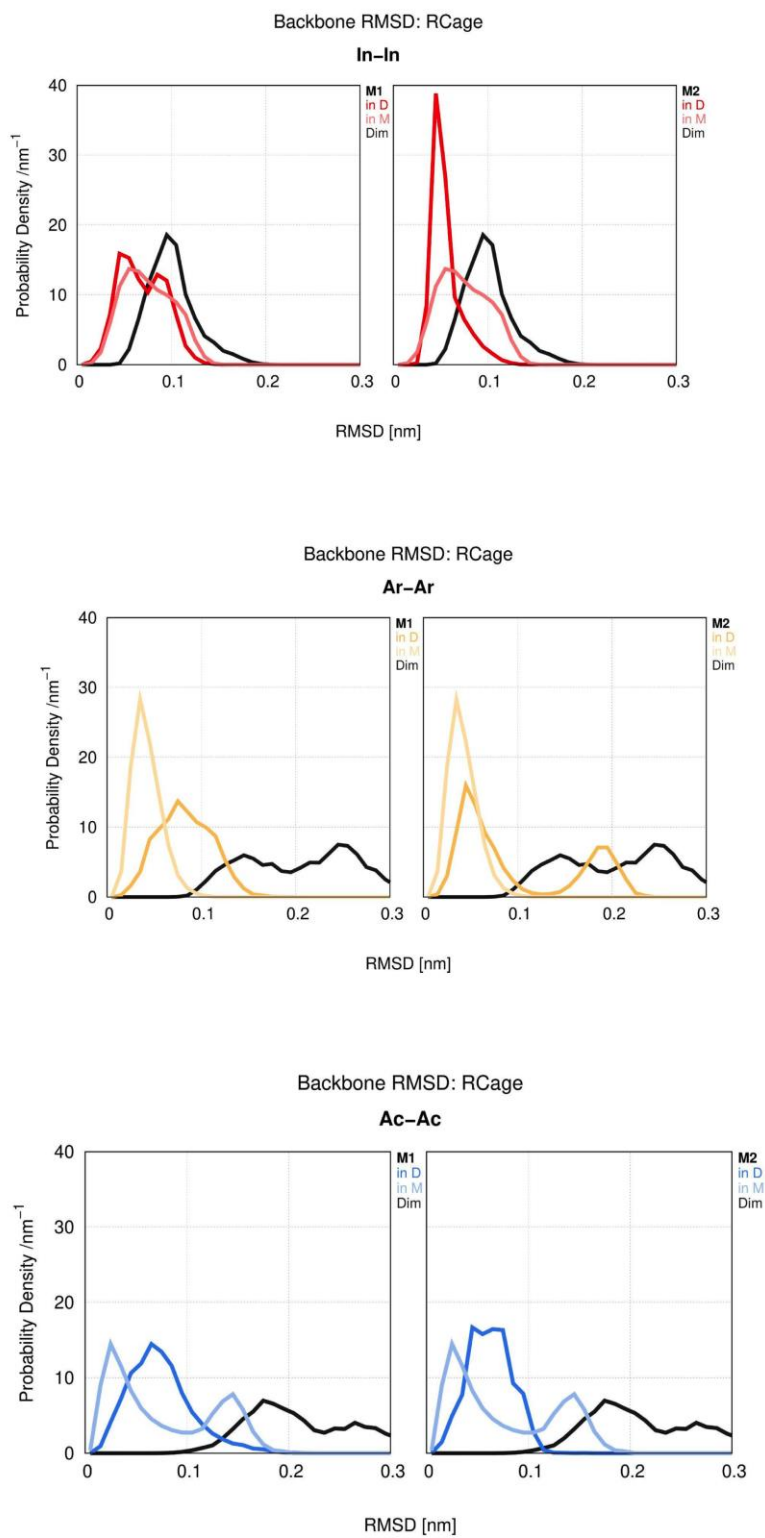 Backbone RMSD: RCage
In–In
Probability Density /nm⁻¹
40
30
20
10
0
0
0.1
0.2
0.3
M1
in D
in M
Dim
0
0.1
0.2
0.3
M2
in D
in M
Dim
RMSD [nm]
Backbone RMSD: RCage
Ar–Ar
Probability Density /nm⁻¹
40
30
20
10
0
0
0.1
0.2
0.3
M1
in D
in M
Dim
0
0.1
0.2
0.3
M2
in D
in M
Dim
RMSD [nm]
Backbone RMSD: RCage
Ac–Ac
Probability Density /nm⁻¹
40
30
20
10
0
0
0.1
0.2
0.3
M1
in D
in M
Dim
0
0.1
0.2
0.3
M2
in D
in M
Dim
RMSD [nm]